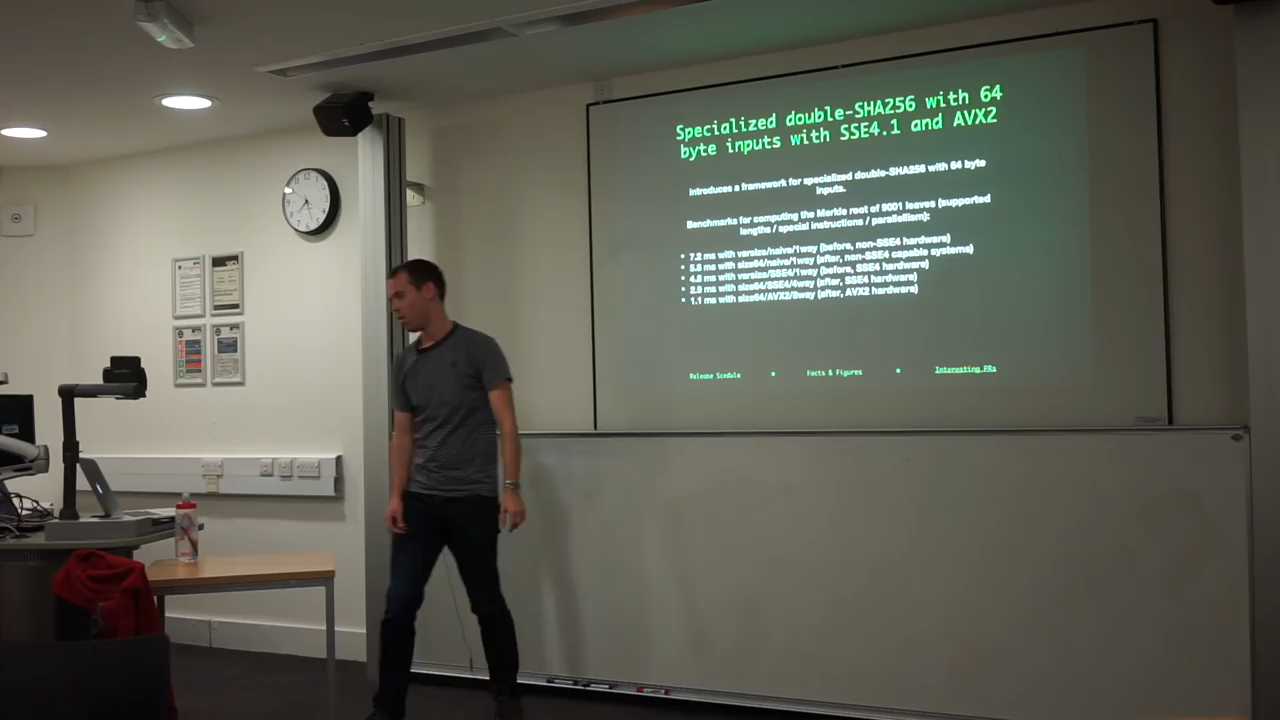 Specialized double-SHA256 with 64
byte inputs with SSE4.1 and AVX2
Introduces a framework for specialized double-SHA256 with 64 byte
inputs.
Benchmarks for computing the Merkle root of 9001 leaves (supported
lengths / special instructions / parallelism):
• 7.2 ms with varsize/naive/1way (before, non-SSE4 hardware)
• 5.8 ms with size64/naive/1way (after, non-SSE4 capable systems)
• 4.8 ms with varsize/SSE4/1way (before, SSE4 hardware)
• 2.9 ms with size64/SSE4/4way (after, SSE4 hardware)
• 1.1 ms with size64/AVX2/8way (after, AVX2 hardware)
Release Scedule • Facts & Figures • Interesting PRs